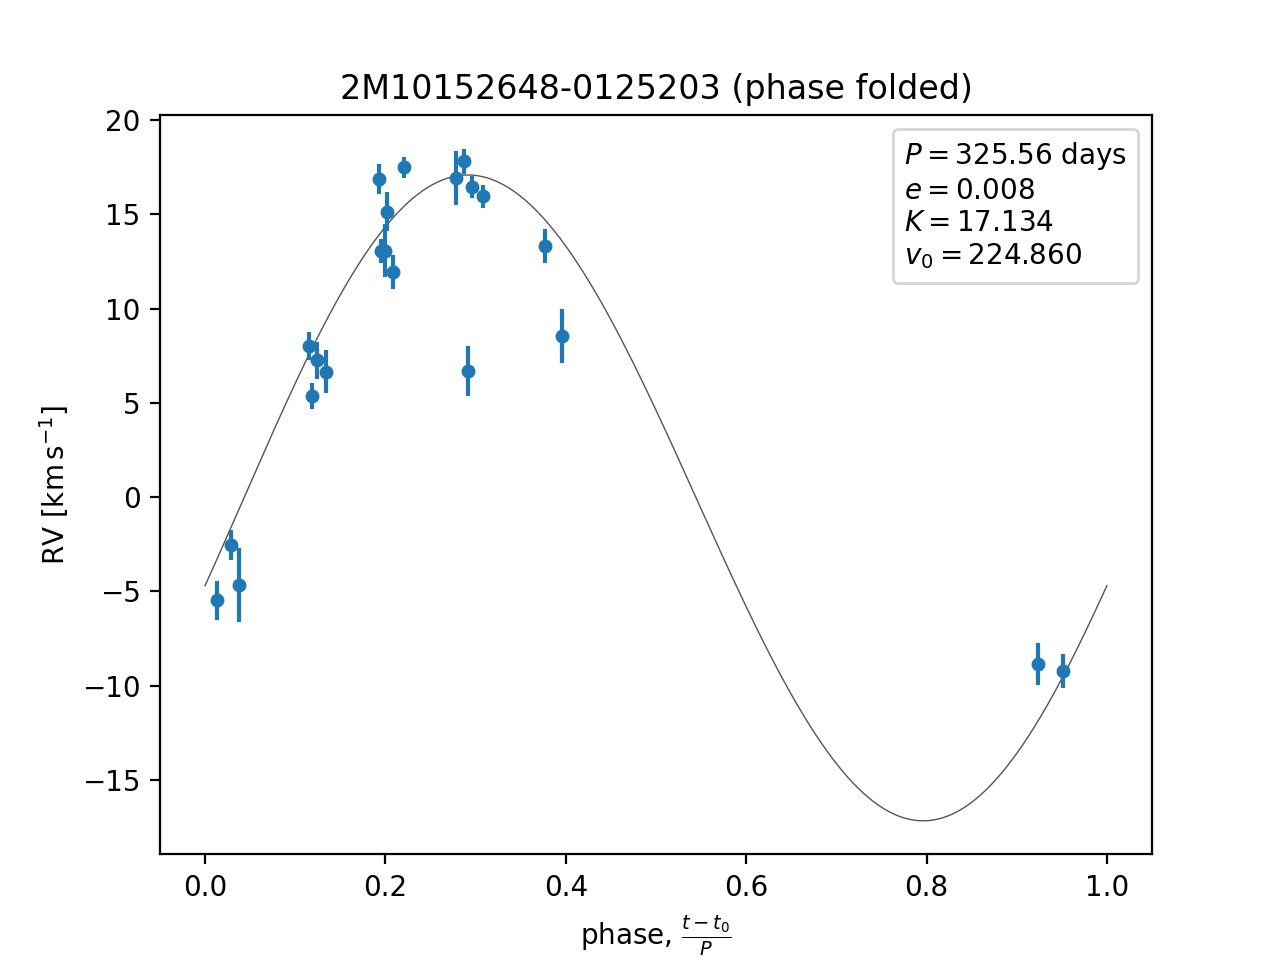 2M10152648-0125203 (phase folded)
P = 325.56 days
e = 0.008
K = 17.134
v₀ = 224.860
20
15
10
5
0
−5
−10
−15
RV [km s⁻¹]
0.0 0.2 0.4 0.6 0.8 1.0
phase, (t − t₀)/P